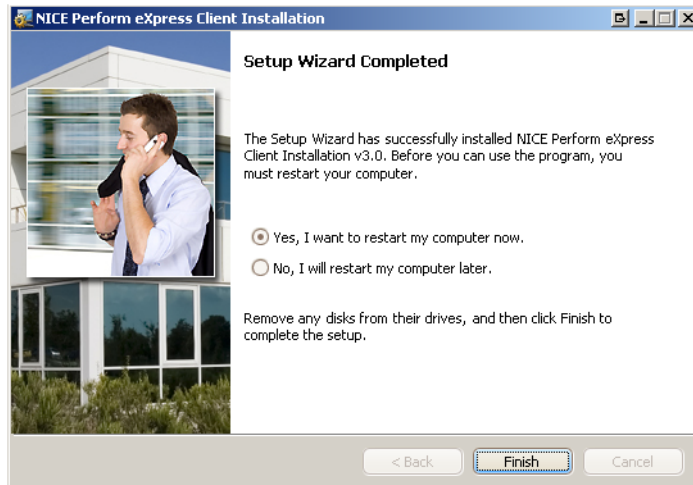 NICE Perform eXpress Client Installation
Setup Wizard Completed
The Setup Wizard has successfully installed NICE Perform eXpress
Client Installation v3.0. Before you can use the program, you
must restart your computer.
Yes, I want to restart my computer now.
No, I will restart my computer later.
Remove any disks from their drives, and then click Finish to
complete the setup.
< Back Finish Cancel